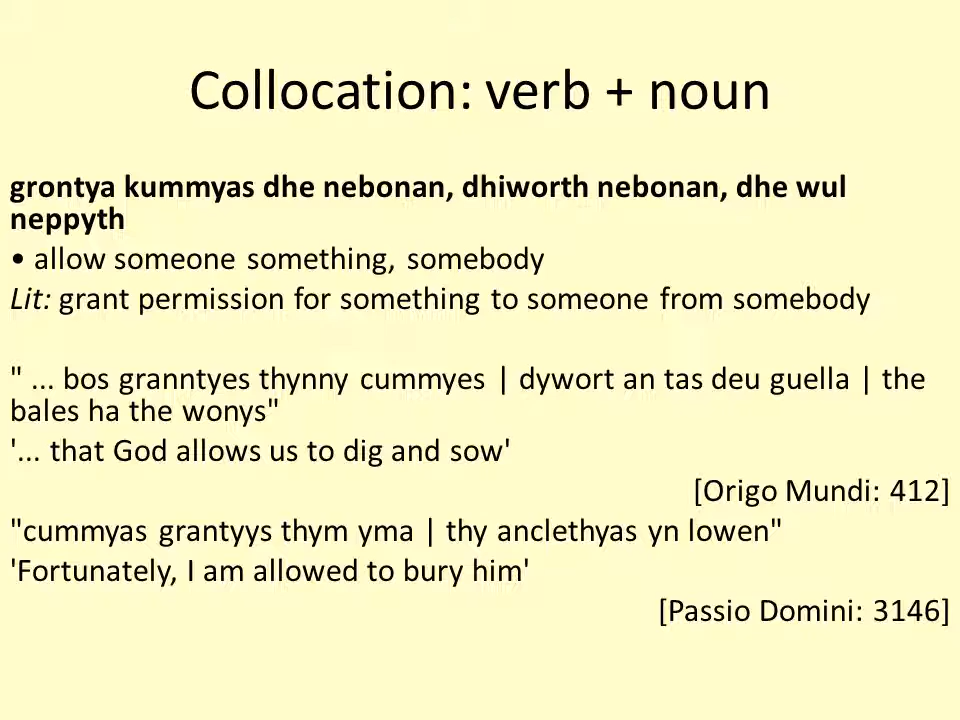 Collocation: verb + noun
grontya kummyas dhe nebonan, dhiworth nebonan, dhe wul
neppyth
• allow someone something, somebody
Lit: grant permission for something to someone from somebody
" ... bos granntyes thynny cummyes | dywort an tas deu guella | the
bales ha the wonys"
'... that God allows us to dig and sow'
[Origo Mundi: 412]
"cummyas grantyys thym yma | thy anclethyas yn lowen"
'Fortunately, I am allowed to bury him'
[Passio Domini: 3146]